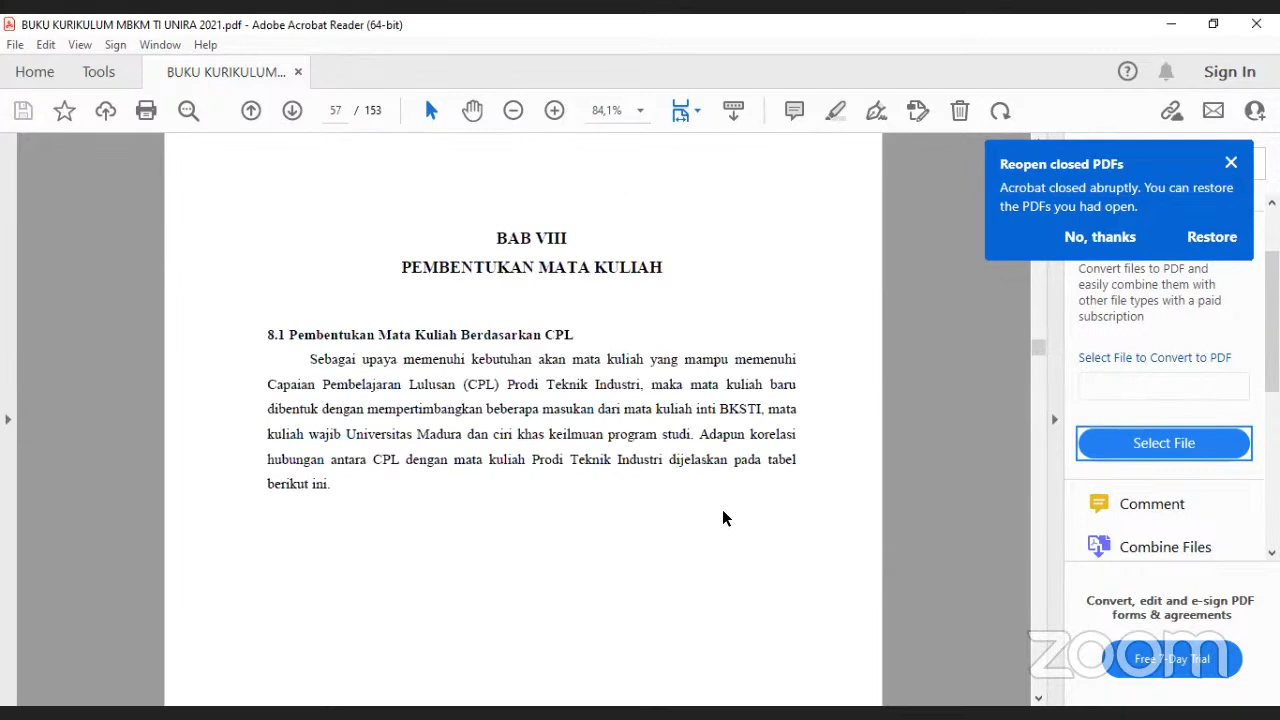 BUKU KURIKULUM MBKM TI UNIRA 2021.pdf - Adobe Acrobat Reader (64-bit)
File Edit View Sign Window Help
Home Tools BUKU KURIKULUM... × Sign In
57 / 153 84,1%
Reopen closed PDFs
Acrobat closed abruptly. You can restore
the PDFs you had open.
No, thanks Restore
BAB VIII
PEMBENTUKAN MATA KULIAH
8.1 Pembentukan Mata Kuliah Berdasarkan CPL
Sebagai upaya memenuhi kebutuhan akan mata kuliah yang mampu memenuhi
Capaian Pembelajaran Lulusan (CPL) Prodi Teknik Industri, maka mata kuliah baru
dibentuk dengan mempertimbangkan beberapa masukan dari mata kuliah inti BKSTI, mata
kuliah wajib Universitas Madura dan ciri khas keilmuan program studi. Adapun korelasi
hubungan antara CPL dengan mata kuliah Prodi Teknik Industri dijelaskan pada tabel
berikut ini.
Convert files to PDF and
easily combine them with
other file types with a paid
subscription
Select File to Convert to PDF
Select File
Comment
Combine Files
Convert, edit and e-sign PDF
forms & agreements
Free 7-Day Trial
zoom